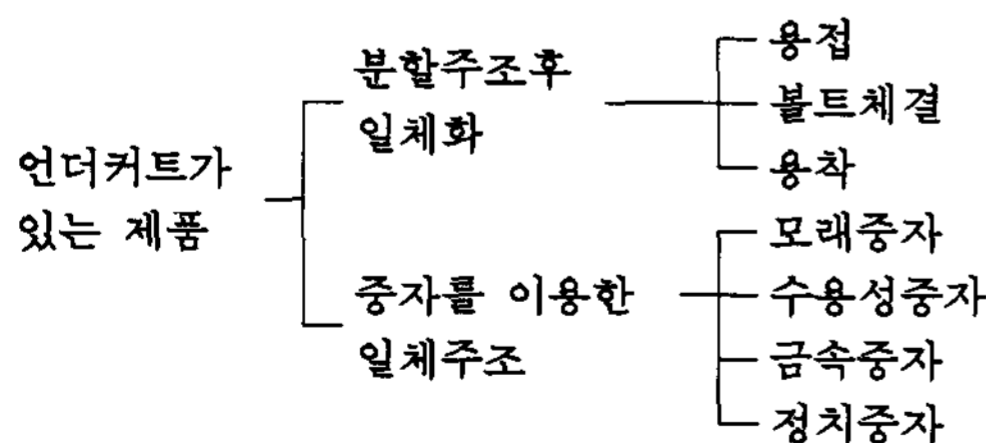 언더커트가
있는 제품
분할주조후
일체화
용접
볼트체결
용착
중자를 이용한
일체주조
모래중자
수용성중자
금속중자
정치중자